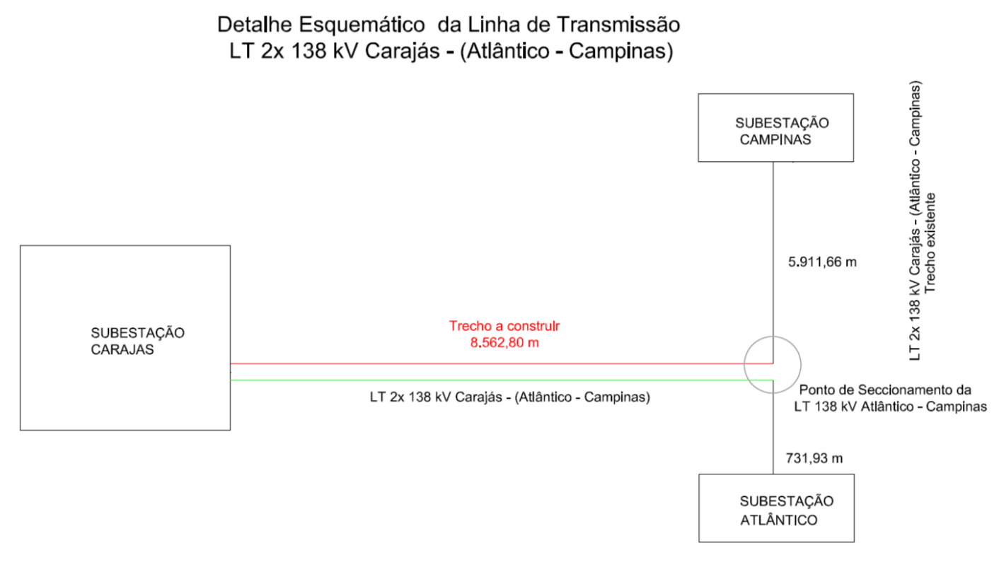 Detalhe Esquemático da Linha de Transmissão
LT 2x 138 kV Carajás - (Atlântico - Campinas)
SUBESTAÇÃO
CAMPINAS
LT 2x 138 kV Carajás - (Atlântico - Campinas)
Trecho existente
5.911,66 m
SUBESTAÇÃO
CARAJAS
Trecho a construIr
8.562,80 m
LT 2x 138 kV Carajás - (Atlântico - Campinas)
Ponto de Seccionamento da
LT 138 kV Atlântico - Campinas
731,93 m
SUBESTAÇÃO
ATLÂNTICO